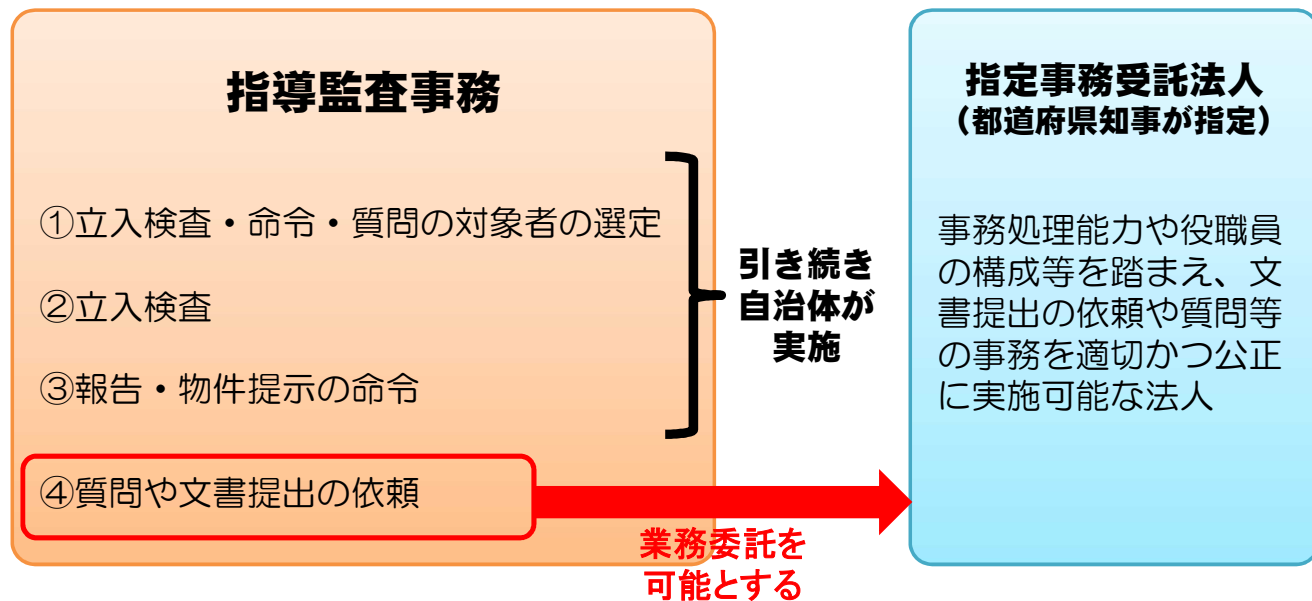 指導監査事務
①立入検査・命令・質問の対象者の選定
②立入検査
③報告・物件提示の命令
④質問や文書提出の依頼
引き続き
自治体が
実施
業務委託を
可能とする
指定事務受託法人
（都道府県知事が指定）
事務処理能力や役職員
の構成等を踏まえ、文
書提出の依頼や質問等
の事務を適切かつ公正
に実施可能な法人